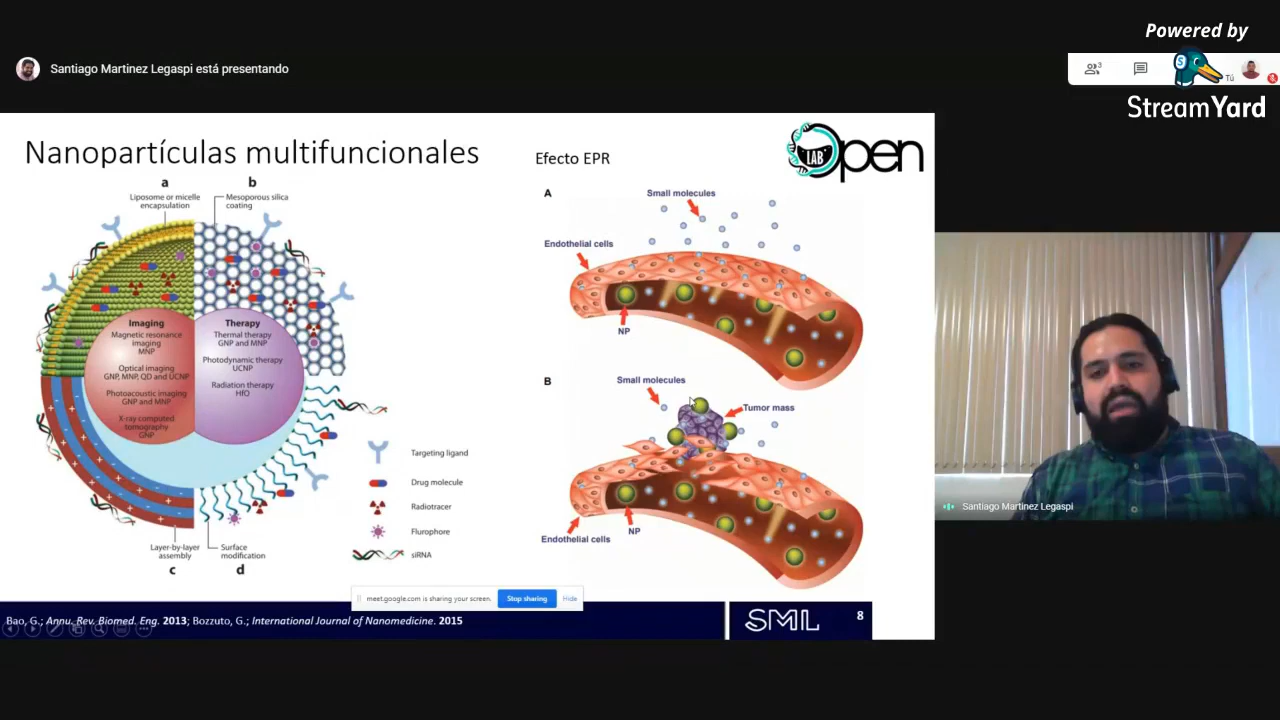 Powered by
StreamYard
Santiago Martinez Legaspi está presentando
3
Tú
Nanopartículas multifuncionales
Efecto EPR
LAB
Open
a
b
Liposome or micelle
encapsulation
Mesoporous silica
coating
Imaging
Magnetic resonance
imaging
MNP
Optical imaging
GNP, MNP, QD and UCNP
Photoacoustic imaging
GNP and MNP
X-ray computed
tomography
GNP
Therapy
Thermal therapy
GNP and MNP
Photodynamic therapy
UCNP
Radiation therapy
HfO
Targeting ligand
Drug molecule
Radiotracer
Flurophore
siRNA
Layer-by-layer
assembly
Surface
modification
c
d
A
Small molecules
Endothelial cells
NP
B
Small molecules
Tumor mass
NP
Endothelial cells
meet.google.com is sharing your screen.
Stop sharing
Hide
Bao, G.; Annu. Rev. Biomed. Eng. 2013; Bozzuto, G.; International Journal of Nanomedicine. 2015
SML
8
Santiago Martinez Legaspi